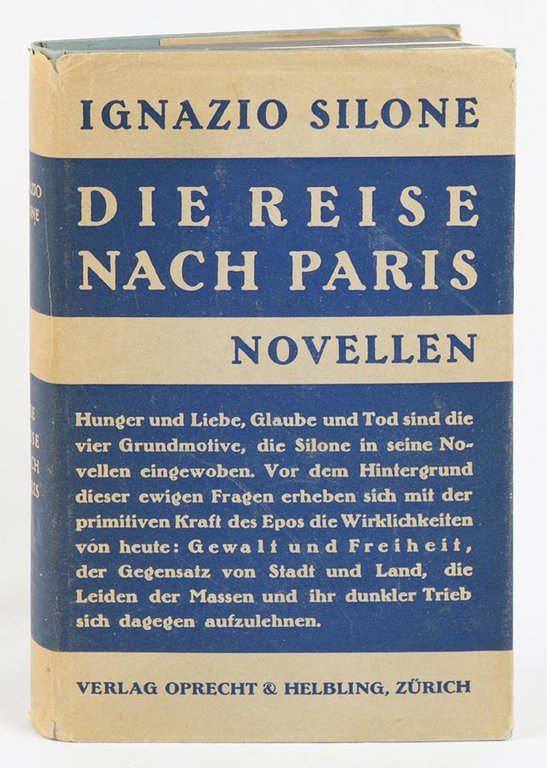 IGNAZIO SILONE
DIE REISE
NACH PARIS
NOVELLEN
Hunger und Liebe, Glaube und Tod sind die
vier Grundmotive, die Silone in seine No-
vellen eingewoben. Vor dem Hintergrund
dieser ewigen Fragen erheben sich mit der
primitiven Kraft des Epos die Wirklichkeiten
von heute: Gewalt und Freiheit,
der Gegensatz von Stadt und Land, die
Leiden der Massen und ihr dunkler Trieb
sich dagegen aufzulehnen.
VERLAG OPRECHT & HELBLING, ZÜRICH